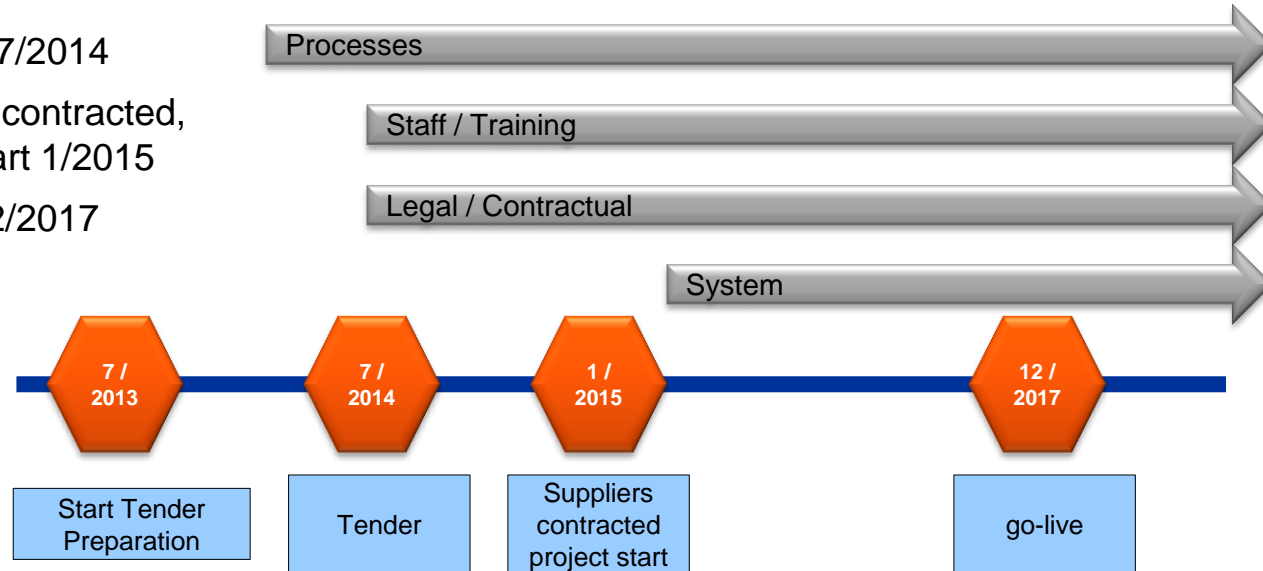 7/2014
contracted,
art 1/2015
2/2017
Processes
Staff / Training
Legal / Contractual
System
7 /
2013
7 /
2014
1 /
2015
12 /
2017
Start Tender
Preparation
Tender
Suppliers
contracted
project start
go-live